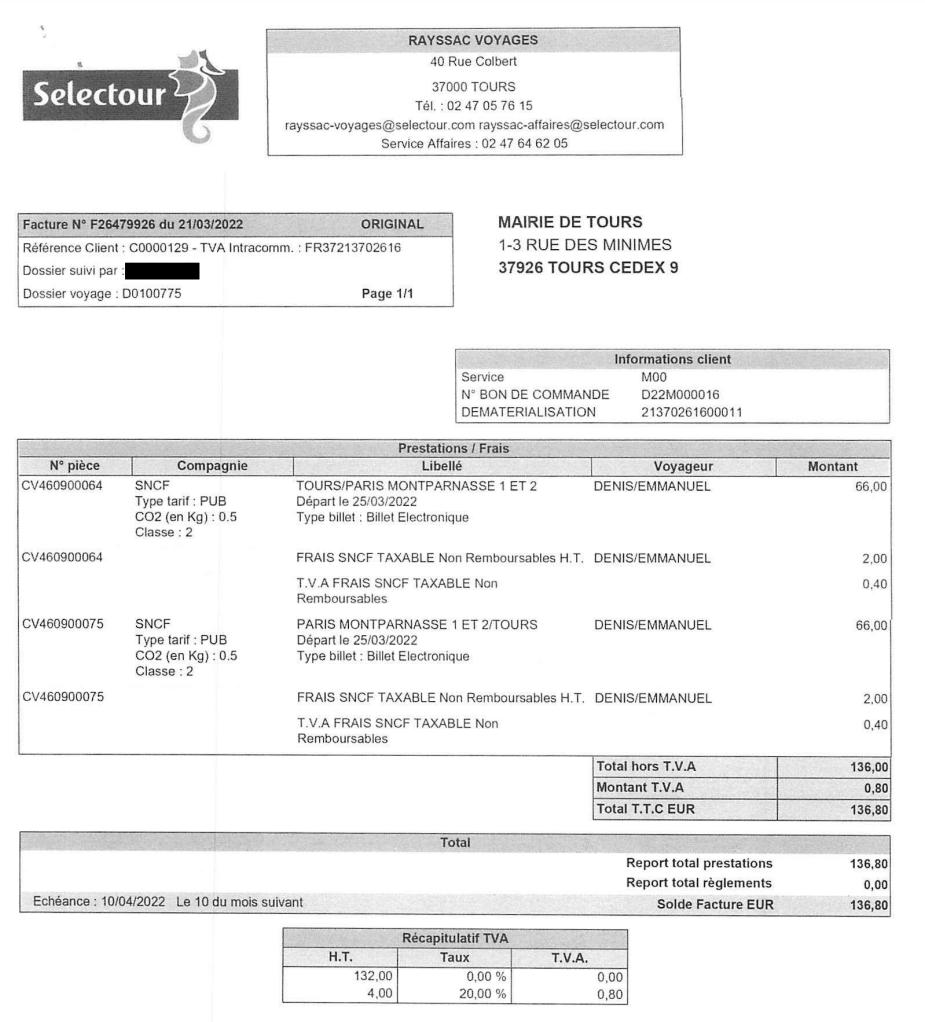 Selectour
RAYSSAC VOYAGES
40 Rue Colbert
37000 TOURS
Tél. : 02 47 05 76 15
rayssac-voyages@selectour.com rayssac-affaires@selectour.com
Service Affaires : 02 47 64 62 05
Facture N° F26479926 du 21/03/2022 ORIGINAL
Référence Client : C0000129 - TVA Intracomm. : FR37213702616
Dossier suivi par :
Dossier voyage : D0100775 Page 1/1
MAIRIE DE TOURS
1-3 RUE DES MINIMES
37926 TOURS CEDEX 9
Informations client
Service M00
N° BON DE COMMANDE D22M000016
DEMATERIALISATION 21370261600011
Prestations / Frais
N° pièce Compagnie Libellé Voyageur Montant
CV460900064 SNCF TOURS/PARIS MONTPARNASSE 1 ET 2 DENIS/EMMANUEL 66,00
Type tarif : PUB Départ le 25/03/2022
CO2 (en Kg) : 0.5 Type billet : Billet Electronique
Classe : 2
CV460900064 FRAIS SNCF TAXABLE Non Remboursables H.T. DENIS/EMMANUEL 2,00
T.V.A FRAIS SNCF TAXABLE Non 0,40
Remboursables
CV460900075 SNCF PARIS MONTPARNASSE 1 ET 2/TOURS DENIS/EMMANUEL 66,00
Type tarif : PUB Départ le 25/03/2022
CO2 (en Kg) : 0.5 Type billet : Billet Electronique
Classe : 2
CV460900075 FRAIS SNCF TAXABLE Non Remboursables H.T. DENIS/EMMANUEL 2,00
T.V.A FRAIS SNCF TAXABLE Non 0,40
Remboursables
Total hors T.V.A 136,00
Montant T.V.A 0,80
Total T.T.C EUR 136,80
Total
Report total prestations 136,80
Report total règlements 0,00
Echéance : 10/04/2022 Le 10 du mois suivant Solde Facture EUR 136,80
Récapitulatif TVA
H.T. Taux T.V.A.
132,00 0,00 % 0,00
4,00 20,00 % 0,80